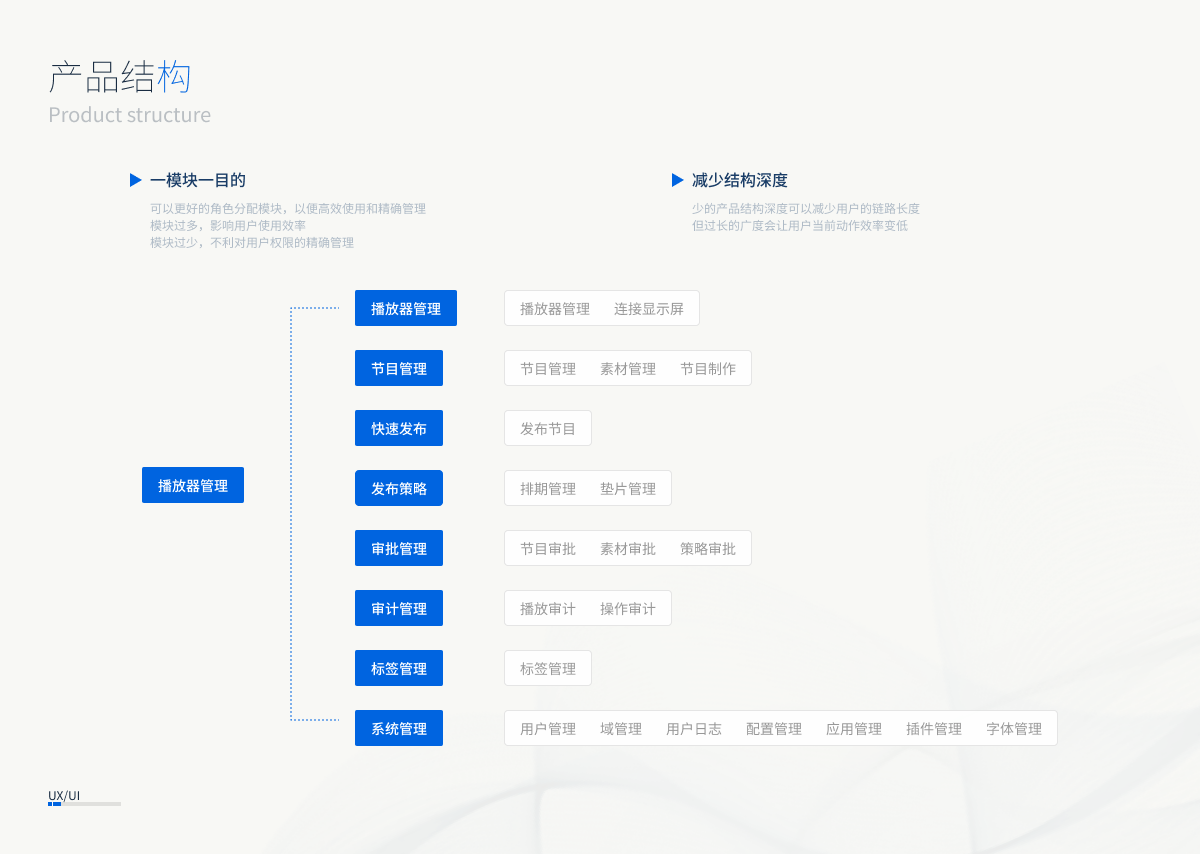 产品结构
Product structure
一模块一目的
可以更好的角色分配模块，以便高效使用和精确管理
模块过多，影响用户使用效率
模块过少，不利对用户权限的精确管理
减少结构深度
少的产品结构深度可以减少用户的链路长度
但过长的广度会让用户当前动作效率变低
播放器管理
播放器管理 播放器管理 连接显示屏
节目管理 节目管理 素材管理 节目制作
快速发布 发布节目
发布策略 排期管理 垫片管理
审批管理 节目审批 素材审批 策略审批
审计管理 播放审计 操作审计
标签管理 标签管理
系统管理 用户管理 域管理 用户日志 配置管理 应用管理 插件管理 字体管理
UX/UI